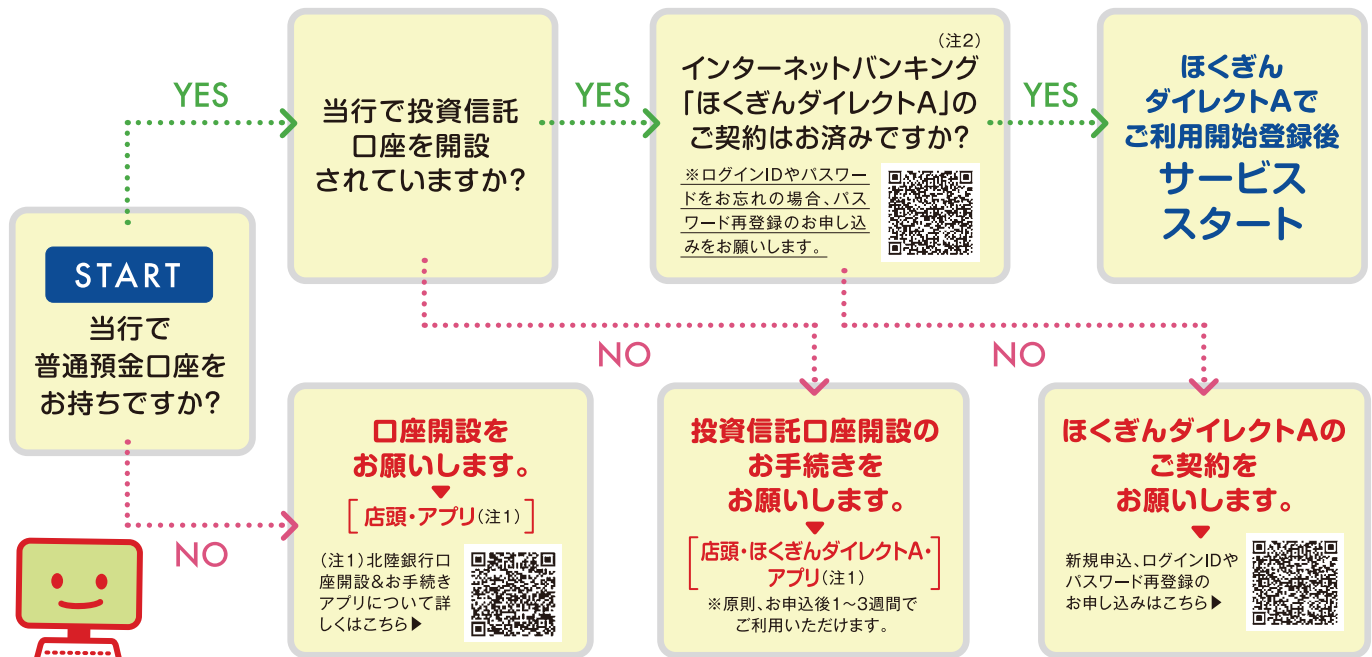 START
当行で
普通預金口座を
お持ちですか?
YES
当行で投資信託
口座を開設
されていますか?
YES
(注2)
インターネットバンキング
「ほくぎんダイレクトA」の
ご契約はお済みですか?
※ログインIDやパスワー
ドをお忘れの場合、パス
ワード再登録のお申し込
みをお願いします。
YES
ほくぎん
ダイレクトAで
ご利用開始登録後
サービス
スタート
NO
口座開設を
お願いします。
▼
[店頭・アプリ(注1)]
(注1)北陸銀行口
座開設&お手続き
アプリについて詳
しくはこちら▶
NO
投資信託口座開設の
お手続きを
お願いします。
▼
[店頭・ほくぎんダイレクトA・
アプリ(注1)]
※原則、お申込後1~3週間で
ご利用いただけます。
NO
ほくぎんダイレクトAの
ご契約を
お願いします。
▼
新規申込、ログインIDや
パスワード再登録の
お申し込みはこちら▶